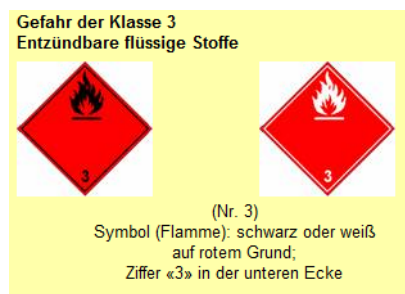 Gefahr der Klasse 3
Entzündbare flüssige Stoffe
3
3
(Nr. 3)
Symbol (Flamme): schwarz oder weiß
auf rotem Grund;
Ziffer «3» in der unteren Ecke